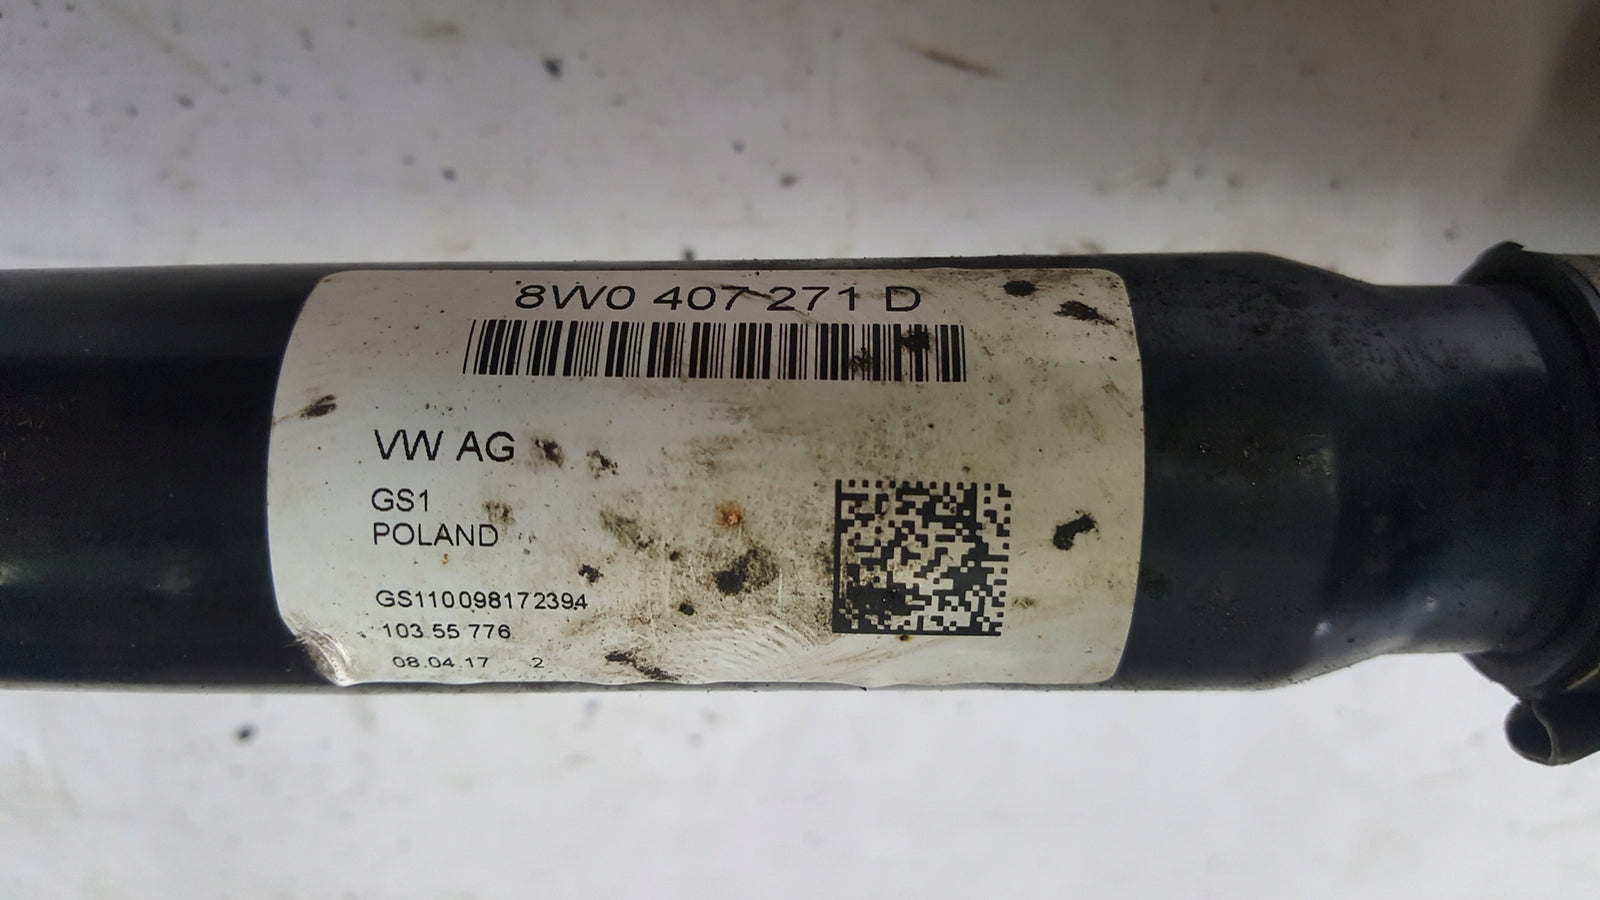 8W0 407 271 D
VW AG
GS1
POLAND
GS110098172394
103 55 776
08.04.17 2